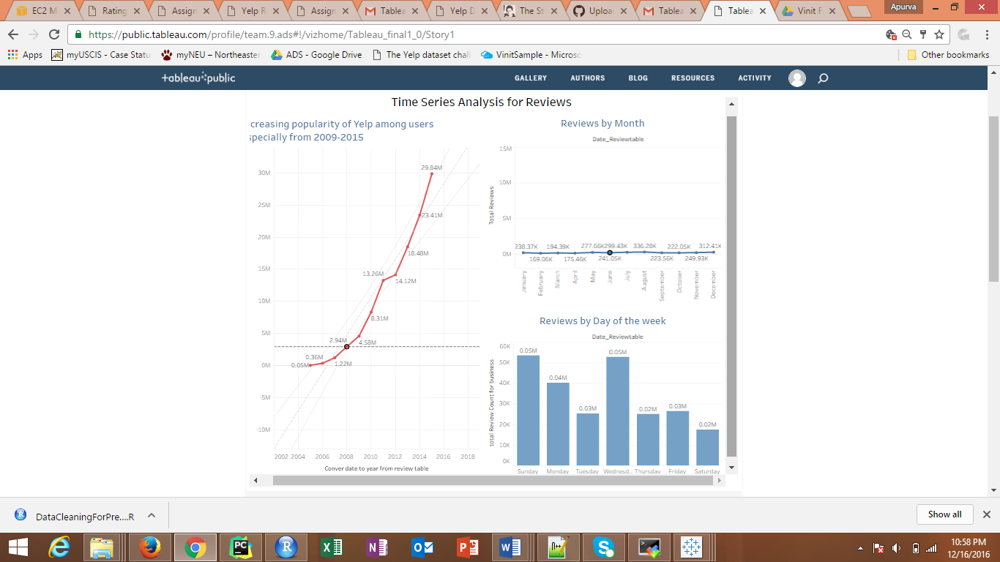 EC2 M
Rating
Assign
Yelp R
Assign
Tablea
Yelp D
The St
Uploa
Tablea
Tablea
Vinit F
Apurva
https://public.tableau.com/profile/team.9.ads#!/vizhome/Tableau_final1_0/Story1
Apps
myUSCIS - Case Statu
myNEU – Northeaster
ADS - Google Drive
The Yelp dataset chall
VinitSample - Microsc
Other bookmarks
tableau public
GALLERY
AUTHORS
BLOG
RESOURCES
ACTIVITY
Time Series Analysis for Reviews
creasing popularity of Yelp among users
specially from 2009-2015
30M
25M
20M
15M
10M
5M
0M
-5M
-10M
29.84M
23.41M
18.48M
13.26M
14.12M
8.31M
2.94M
4.58M
0.36M
0.05M
1.22M
2002 2004 2006 2008 2010 2012 2014 2016 2018
Conver date to year from review table
Reviews by Month
Date_Reviewtable
Total Reviews
15M
10M
5M
0M
238.37K 194.39K 277.66K 299.43K 336.28K 222.05K 312.41K
169.06K 175.46K 241.05K 223.56K 249.93K
January
February
March
April
May
June
July
August
September
October
November
December
Reviews by Day of the week
Date_Reviewtable
total Review Count for business
60K
50K
40K
30K
20K
10K
0K
0.05M
0.04M
0.03M
0.05M
0.02M
0.03M
0.02M
Sunday Monday Tuesday Wednesd.. Thursday Friday Saturday
DataCleaningForPre....R
Show all
10:58 PM
12/16/2016